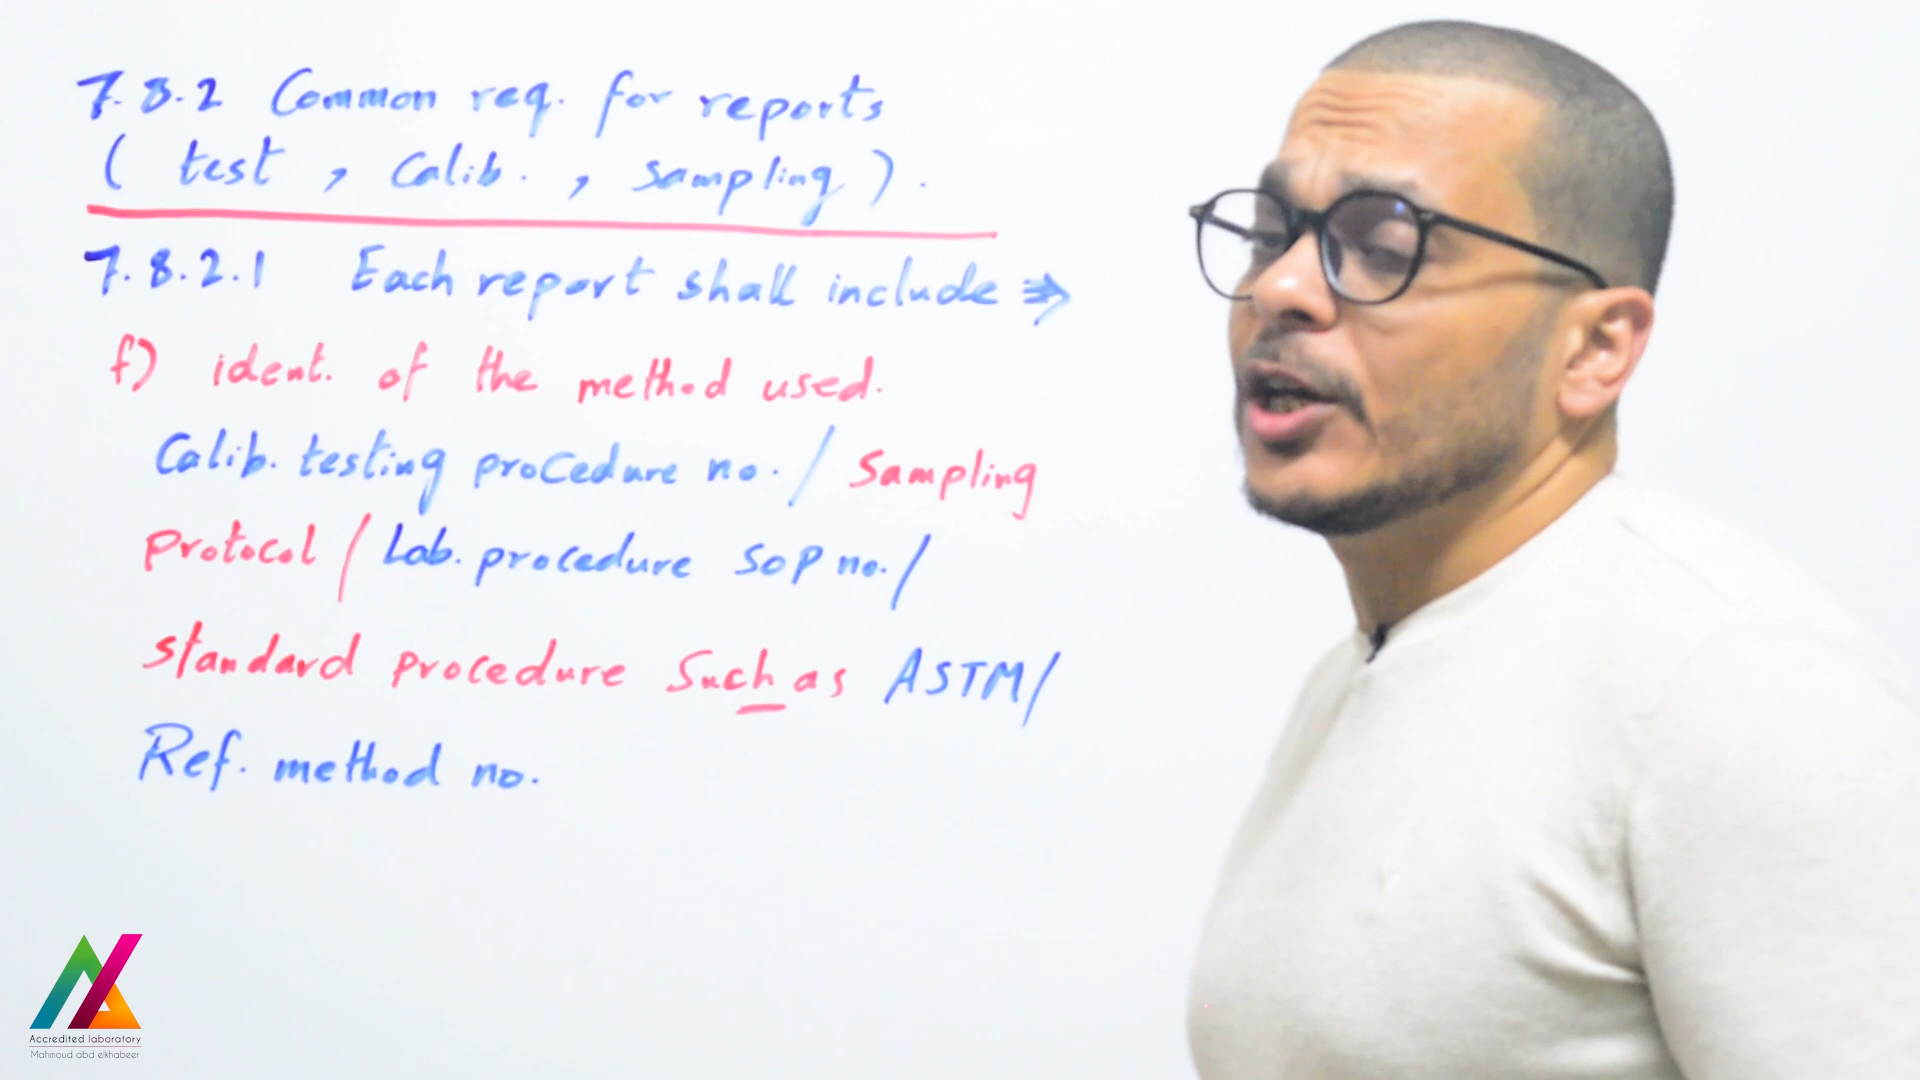 7.8.2 Common req. for reports
( test , Calib. , sampling ).
7.8.2.1 Each report shall include ⇒
f) ident. of the method used.
Calib. testing procedure no. / Sampling
Protocol / Lab. procedure SOP no. /
standard procedure Such as ASTM /
Ref. method no.
Accredited laboratory
Mahmoud abd elkhabeer